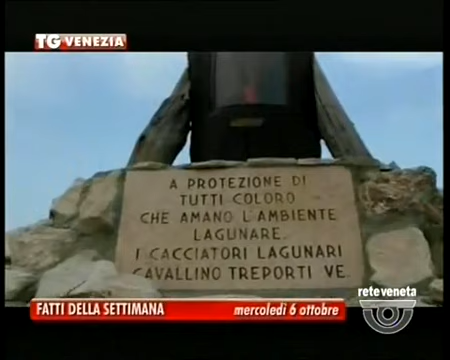 TG VENEZIA
A PROTEZIONE DI
TUTTI COLORO
CHE AMANO L'AMBIENTE
LAGUNARE.
I CACCIATORI LAGUNARI
CAVALLINO TREPORTI VE.
FATTI DELLA SETTIMANA mercoledì 6 ottobre
reteveneta